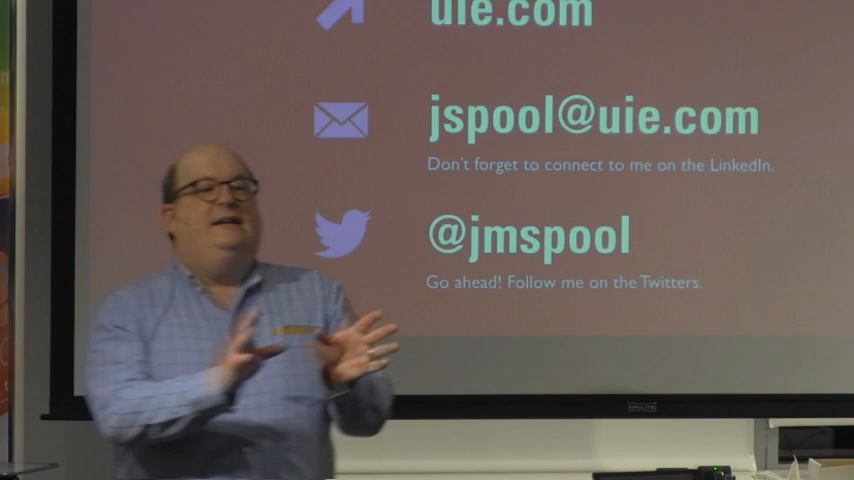 uie.com
jspool@uie.com
Don't forget to connect to me on the LinkedIn.
@jmspool
Go ahead! Follow me on the Twitters.